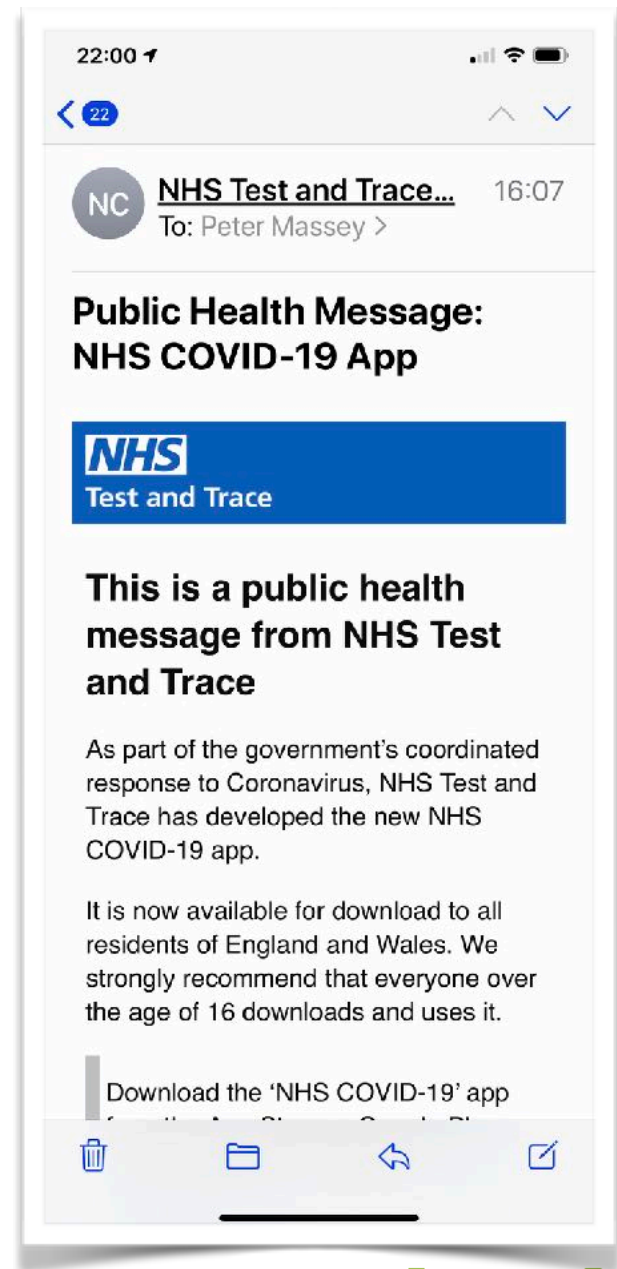 22:00
22
NC
NHS Test and Trace...
16:07
To: Peter Massey >
Public Health Message:
NHS COVID-19 App
NHS
Test and Trace
This is a public health
message from NHS Test
and Trace
As part of the government's coordinated
response to Coronavirus, NHS Test and
Trace has developed the new NHS
COVID-19 app.
It is now available for download to all
residents of England and Wales. We
strongly recommend that everyone over
the age of 16 downloads and uses it.
Download the 'NHS COVID-19' app